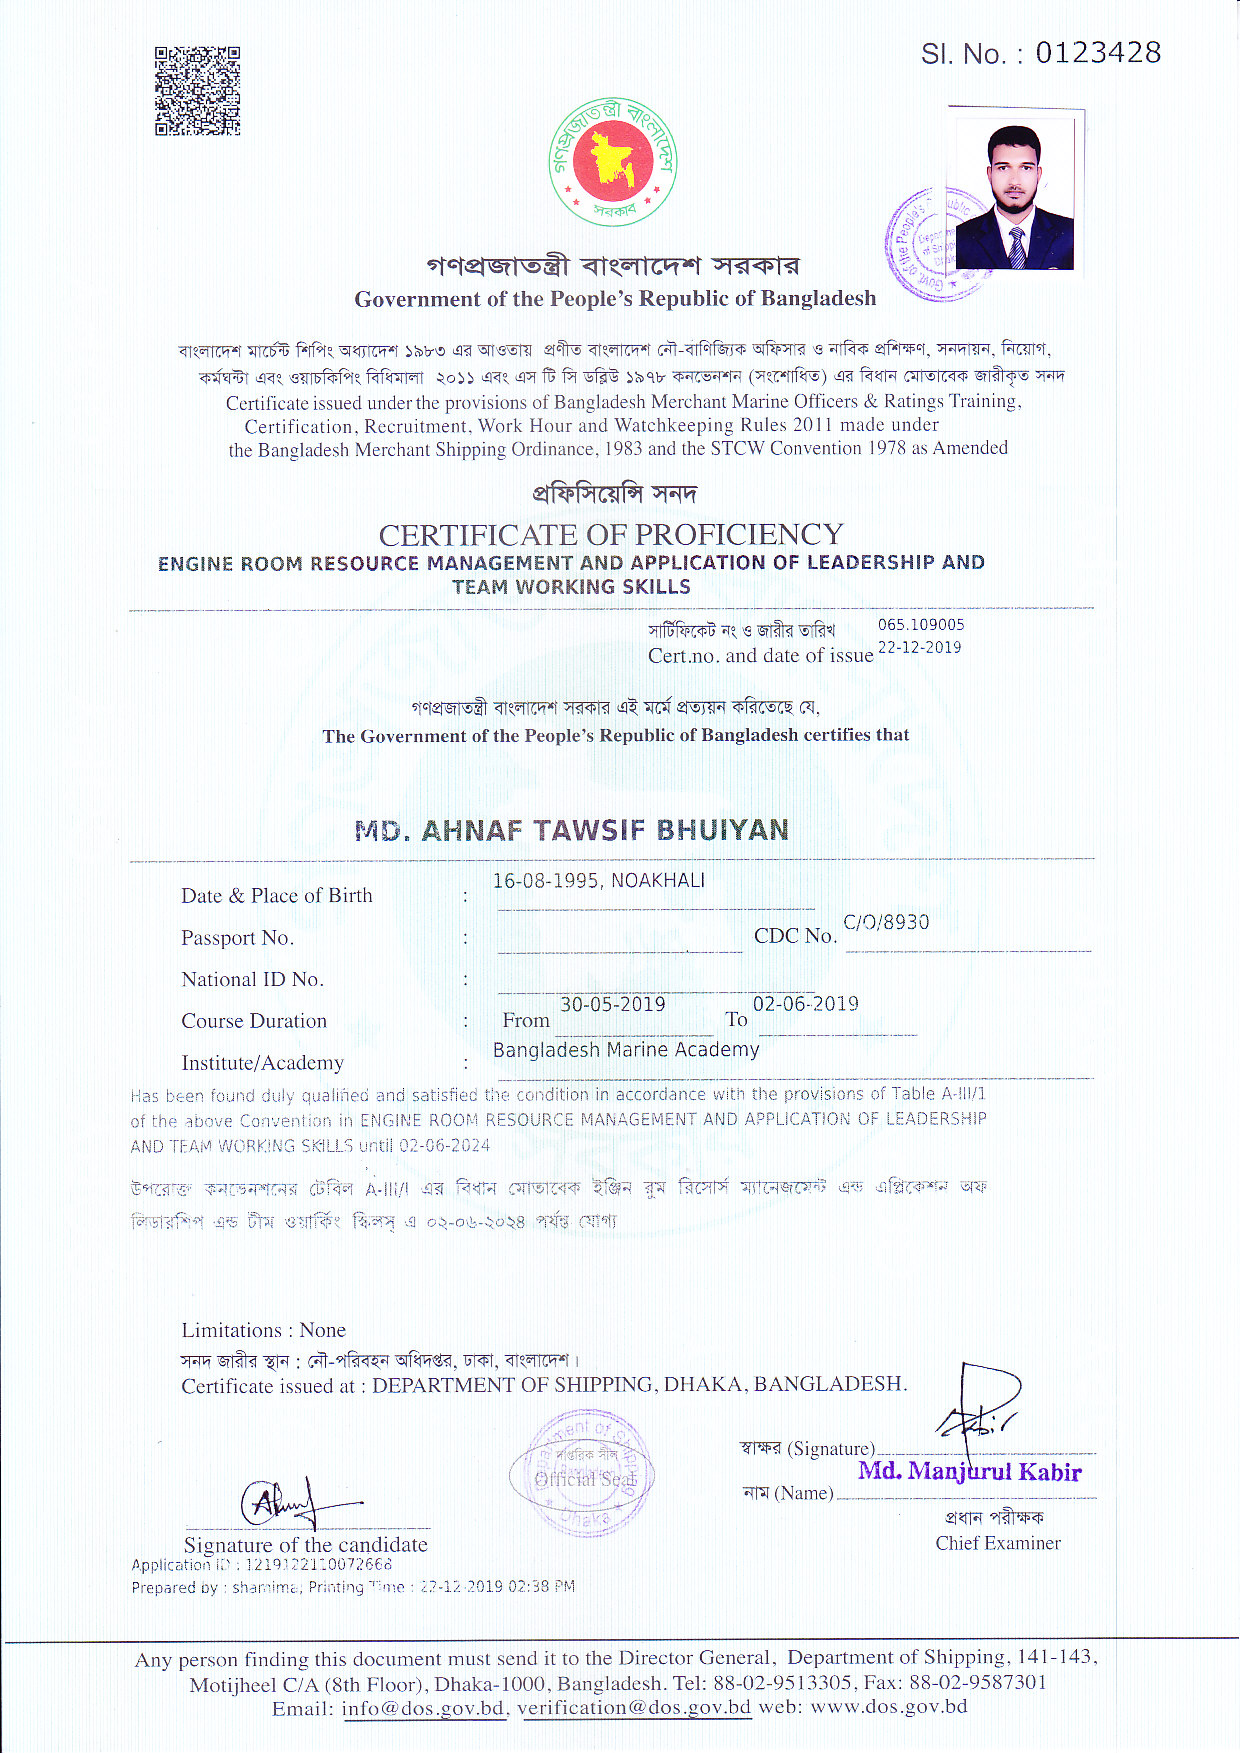 Sl. No. : 0123428
গণপ্রজাতন্ত্রী বাংলাদেশ
সরকার
গণপ্রজাতন্ত্রী বাংলাদেশ সরকার
Government of the People's Republic of Bangladesh
বাংলাদেশ মার্চেন্ট শিপিং অধ্যাদেশ ১৯৮৩ এর আওতায় প্রণীত বাংলাদেশ নৌ-বাণিজ্যিক অফিসার ও নাবিক প্রশিক্ষণ, সনদায়ন, নিয়োগ,
কর্মঘন্টা এবং ওয়াচকিপিং বিধিমালা ২০১১ এবং এস টি সি ডব্লিউ ১৯৭৮ কনভেনশন (সংশোধিত) এর বিধান মোতাবেক জারীকৃত সনদ
Certificate issued under the provisions of Bangladesh Merchant Marine Officers & Ratings Training,
Certification, Recruitment, Work Hour and Watchkeeping Rules 2011 made under
the Bangladesh Merchant Shipping Ordinance, 1983 and the STCW Convention 1978 as Amended
প্রফিসিয়েন্সি সনদ
CERTIFICATE OF PROFICIENCY
ENGINE ROOM RESOURCE MANAGEMENT AND APPLICATION OF LEADERSHIP AND
TEAM WORKING SKILLS
সার্টিফিকেট নং ও জারীর তারিখ 065.109005
Cert.no. and date of issue 22-12-2019
গণপ্রজাতন্ত্রী বাংলাদেশ সরকার এই মর্মে প্রত্যয়ন করিতেছে যে,
The Government of the People's Republic of Bangladesh certifies that
MD. AHNAF TAWSIF BHUIYAN
Date & Place of Birth : 16-08-1995, NOAKHALI
Passport No. : CDC No. C/O/8930
National ID No. :
Course Duration : From 30-05-2019 To 02-06-2019
Institute/Academy : Bangladesh Marine Academy
Has been found duly qualified and satisfied the condition in accordance with the provisions of Table A-III/1
of the above Convention in ENGINE ROOM RESOURCE MANAGEMENT AND APPLICATION OF LEADERSHIP
AND TEAM WORKING SKILLS until 02-06-2024
উপরোক্ত কনভেনশনের টেবিল A-III/I এর বিধান মোতাবেক ইঞ্জিন রুম রিসোর্স ম্যানেজমেন্ট এন্ড এপ্লিকেশন অফ
লিডারশিপ এন্ড টীম ওয়ার্কিং স্কিলস্ এ ০২-০৬-২০২৪ পর্যন্ত যোগ্য
Limitations : None
সনদ জারীর স্থান : নৌ-পরিবহন অধিদপ্তর, ঢাকা, বাংলাদেশ।
Certificate issued at : DEPARTMENT OF SHIPPING, DHAKA, BANGLADESH.
দাপ্তরিক সীল
Official Seal
Dhaka
স্বাক্ষর (Signature)
Md. Manjurul Kabir
নাম (Name)
প্রধান পরীক্ষক
Chief Examiner
Signature of the candidate
Application ID : 1219122110072668
Prepared by : shamima, Printing Time : 22-12-2019 02:38 PM
Any person finding this document must send it to the Director General, Department of Shipping, 141-143,
Motijheel C/A (8th Floor), Dhaka-1000, Bangladesh. Tel: 88-02-9513305, Fax: 88-02-9587301
Email: info@dos.gov.bd, verification@dos.gov.bd web: www.dos.gov.bd